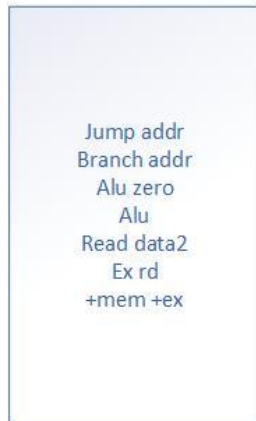 Jump addr
Branch addr
Alu zero
Alu
Read data2
Ex rd
+mem +ex